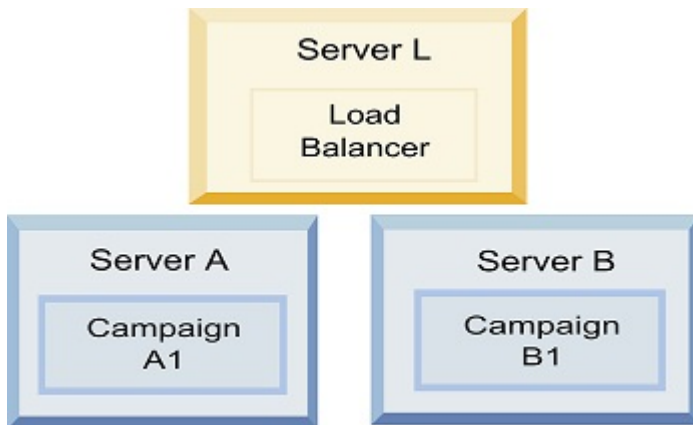 Server L
Load
Balancer
Server A
Campaign
A1
Server B
Campaign
B1